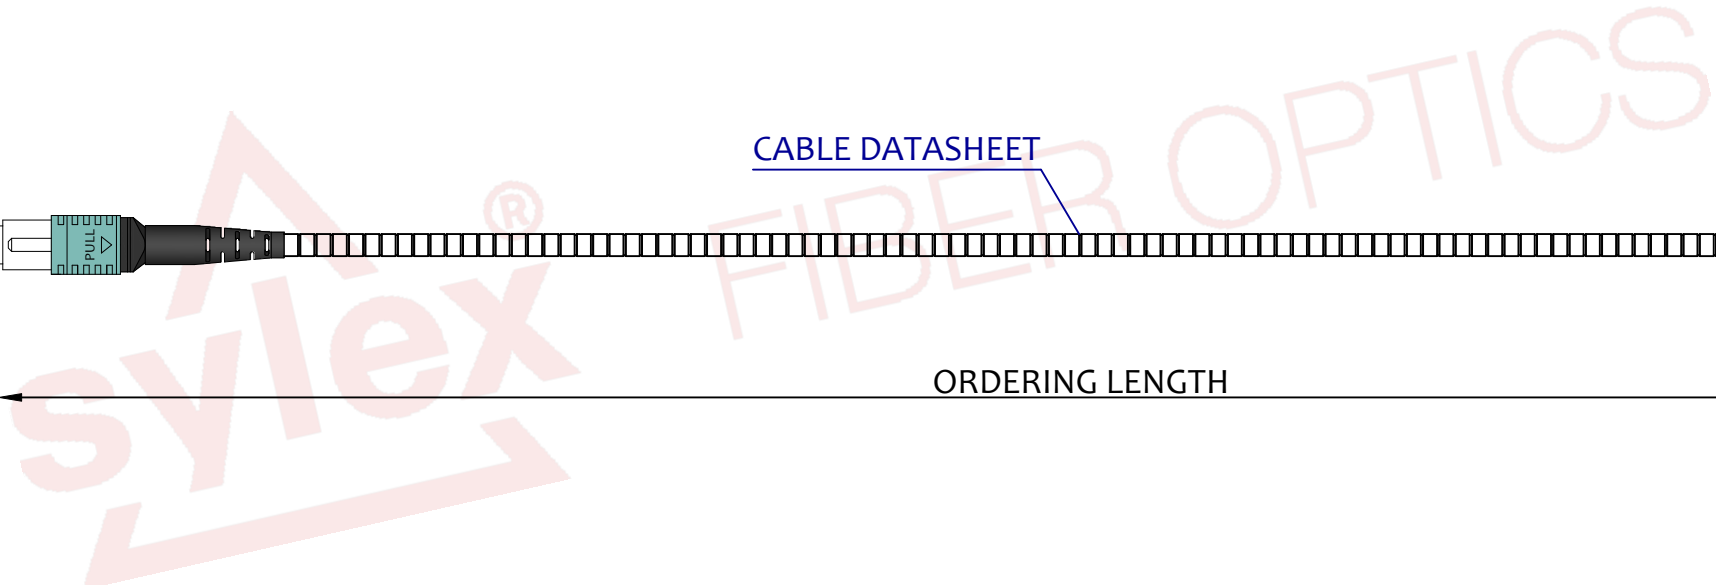 FIBER OPTICS
CABLE DATASHEET
®
PULL
sylex
ORDERING LENGTH